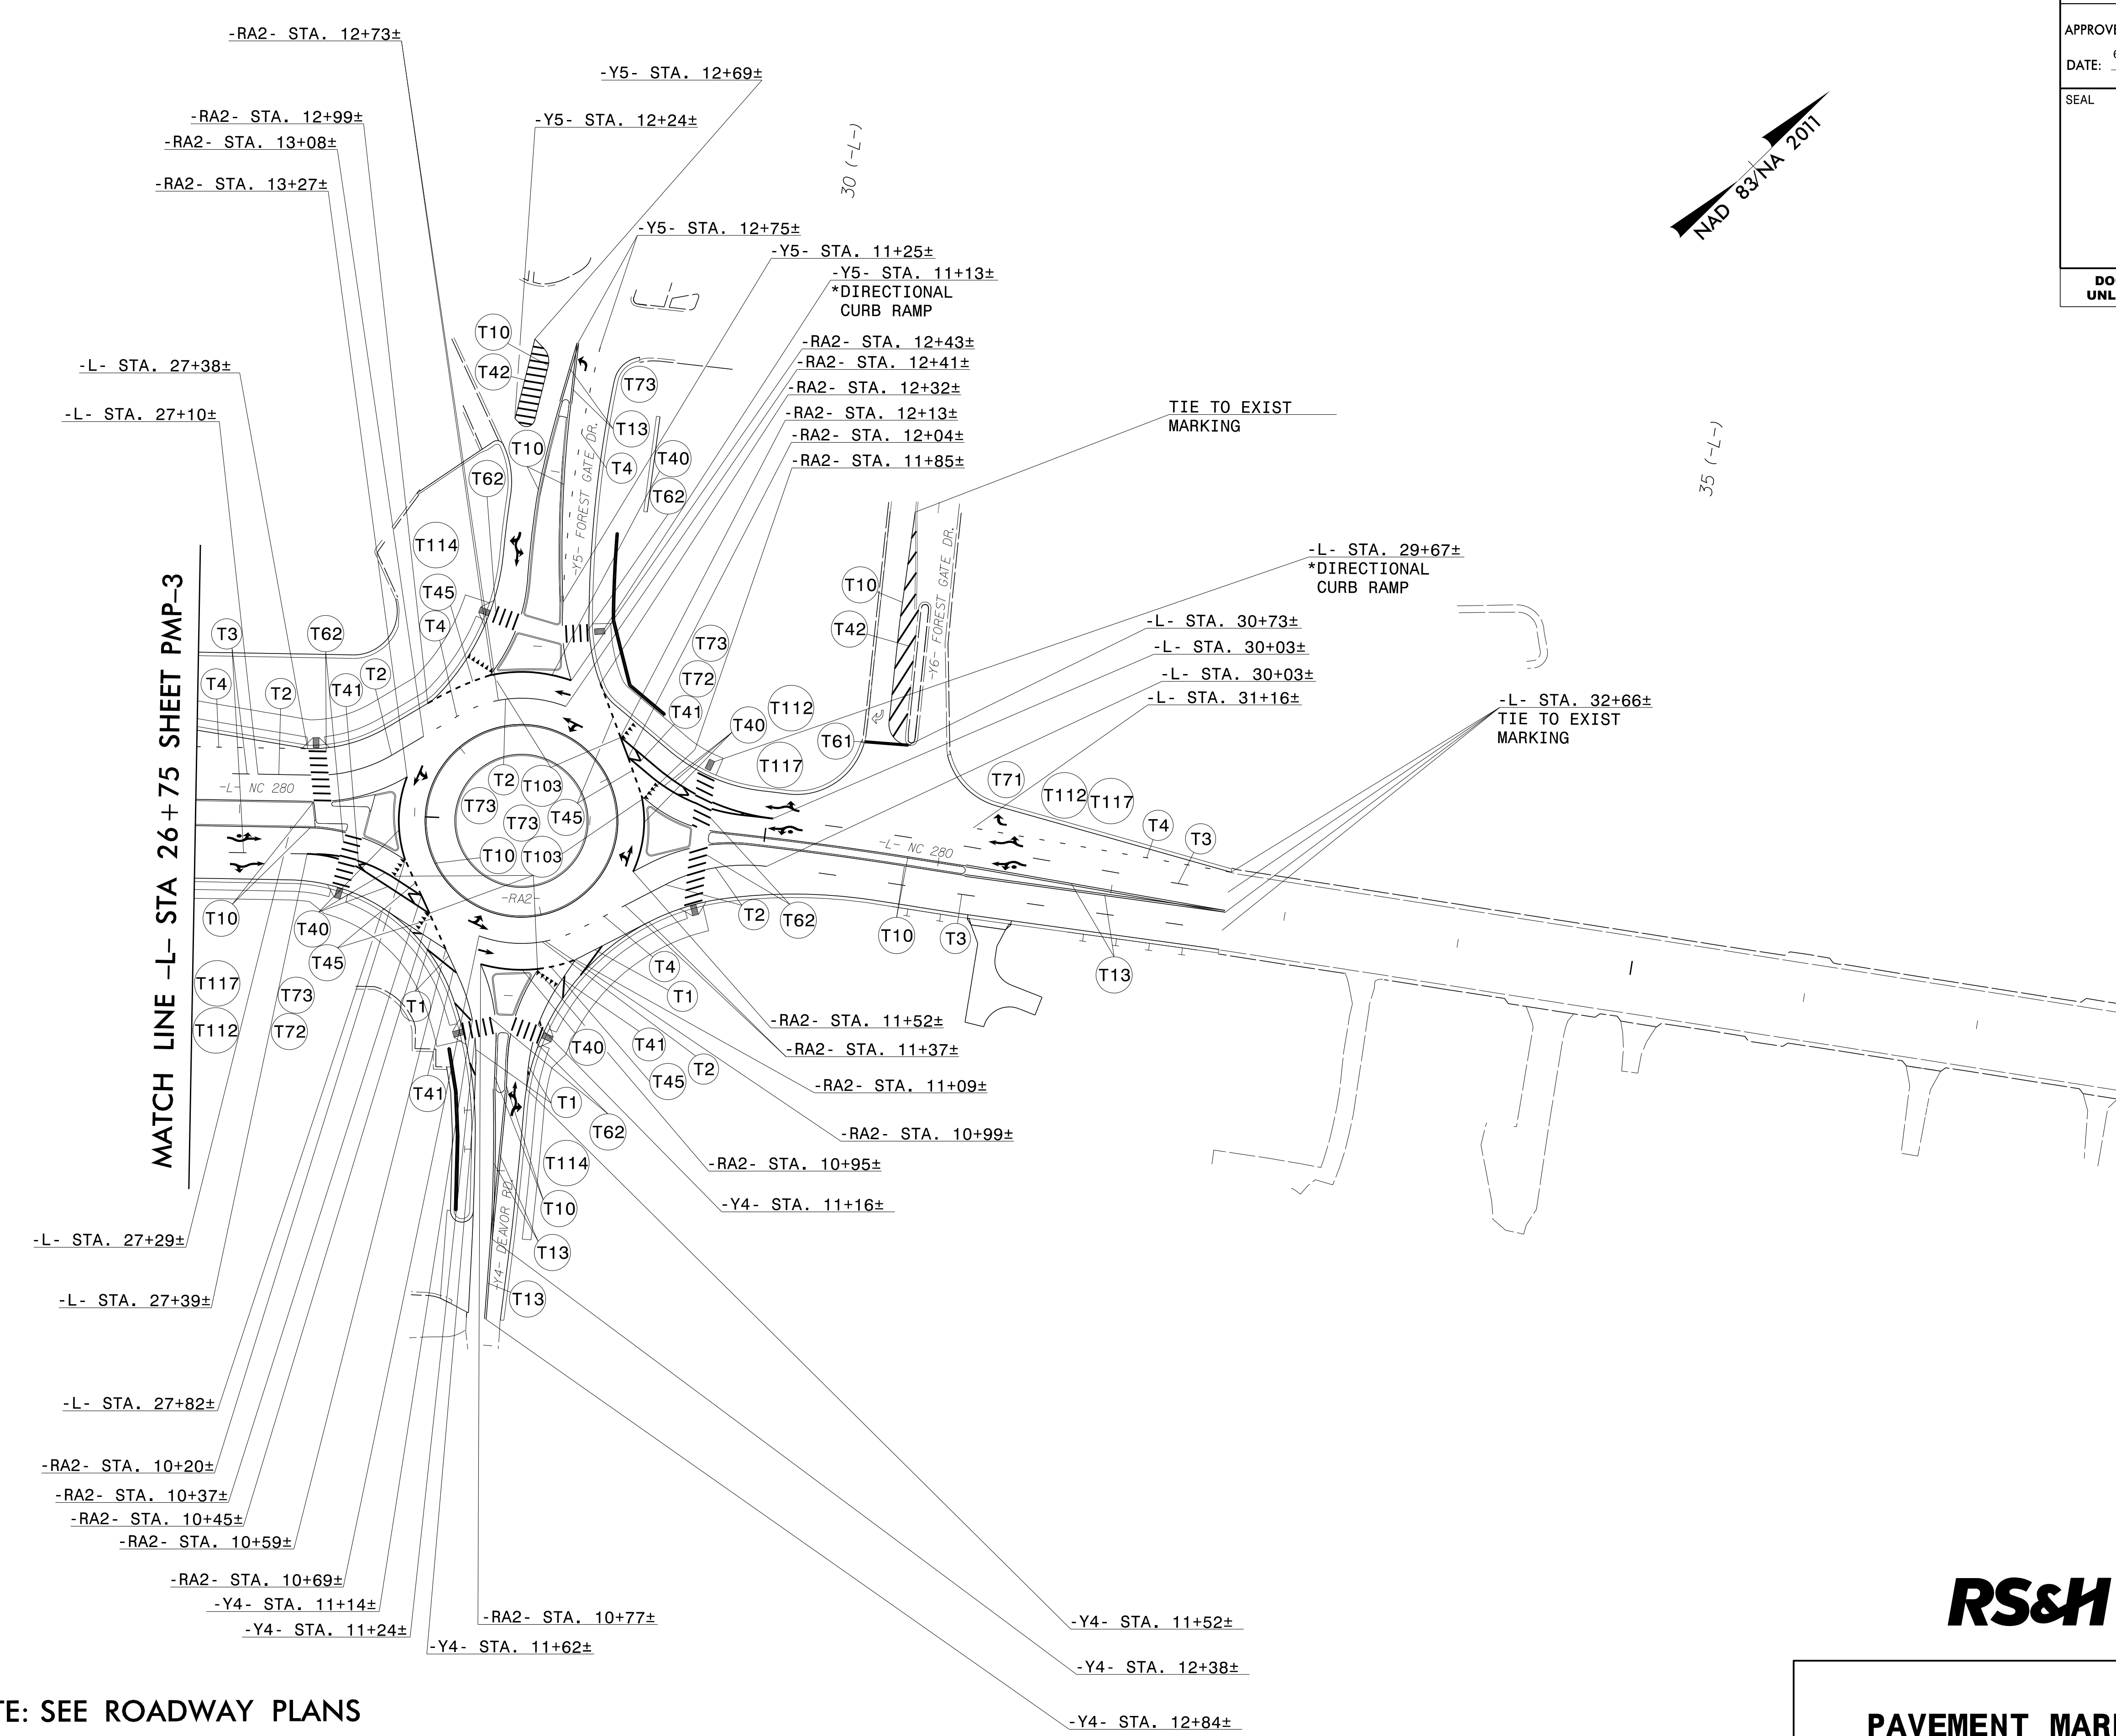 -RA2- STA. 12+73±
-Y5- STA. 12+69±
-Y5- STA. 12+24±
-RA2- STA. 12+99±
-RA2- STA. 13+08±
-RA2- STA. 13+27±
30 (-L-)
NAD 83/NA 2011
DATE:
SEAL
-Y5- STA. 12+75±
-Y5- STA. 11+25±
-Y5- STA. 11+13±
*DIRECTIONAL
CURB RAMP
-RA2- STA. 12+43±
-RA2- STA. 12+41±
-RA2- STA. 12+32±
-RA2- STA. 12+13±
-RA2- STA. 12+04±
-RA2- STA. 11+85±
-L- STA. 27+38±
-L- STA. 27+10±
TIE TO EXIST
MARKING
35 (-L-)
-L- STA. 29+67±
*DIRECTIONAL
CURB RAMP
-L- STA. 30+73±
-L- STA. 30+03±
-L- STA. 30+03±
-L- STA. 31+16±
-L- STA. 32+66±
TIE TO EXIST
MARKING
MATCH LINE -L- STA 26+75 SHEET PMP-3
T10
T42
T73
T13
T10
T4
T40
T62
T62
-Y5- FOREST GATE DR.
T114
T45
T4
T3
T62
T4
T2
T41
T2
-L- NC 280
T73
T72
T41
T40
T112
T117
T10
T42
T61
-Y6- FOREST GATE DR.
T71
T112
T117
T4
T3
T2
T103
T73
T73
T45
T10
T103
-RA2-
-L- NC 280
T10
T40
T45
T117
T73
T112
T72
T1
T41
T2
T62
T10
T3
T13
T4
T1
T40
T41
T45
T2
T1
T62
T114
T10
T13
T13
-Y4- DEAVOR RD.
-RA2- STA. 11+52±
-RA2- STA. 11+37±
-RA2- STA. 11+09±
-RA2- STA. 10+99±
-RA2- STA. 10+95±
-Y4- STA. 11+16±
-L- STA. 27+29±
-L- STA. 27+39±
-L- STA. 27+82±
-RA2- STA. 10+20±
-RA2- STA. 10+37±
-RA2- STA. 10+45±
-RA2- STA. 10+59±
-RA2- STA. 10+69±
-Y4- STA. 11+14±
-Y4- STA. 11+24±
-RA2- STA. 10+77±
-Y4- STA. 11+62±
-Y4- STA. 11+52±
-Y4- STA. 12+38±
-Y4- STA. 12+84±
RS&H
SEE ROADWAY PLANS
PAVEMENT